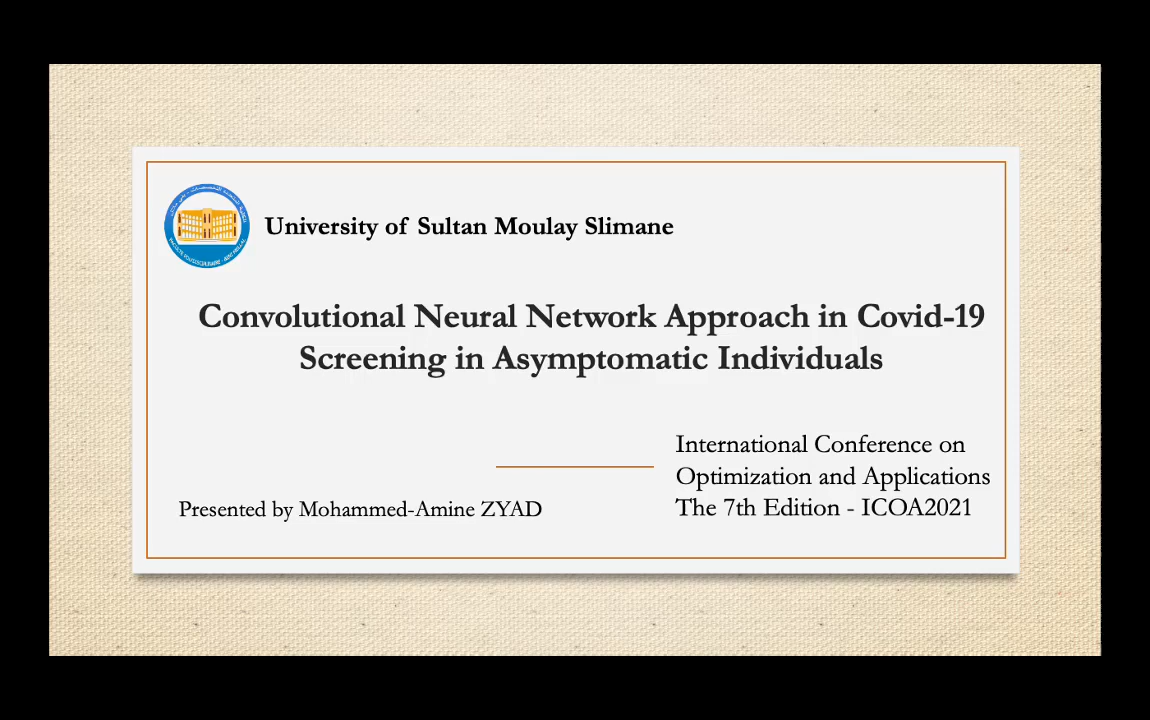 University of Sultan Moulay Slimane
Convolutional Neural Network Approach in Covid-19
Screening in Asymptomatic Individuals
International Conference on
Optimization and Applications
The 7th Edition - ICOA2021
Presented by Mohammed-Amine ZYAD